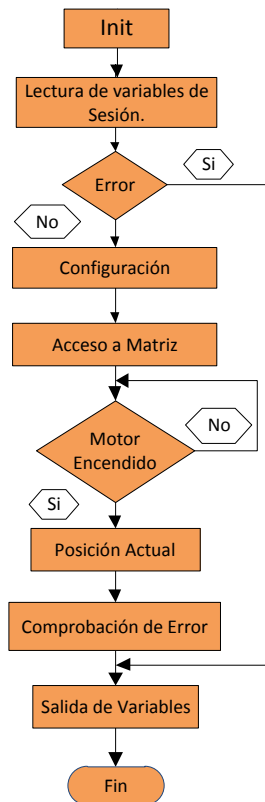 Init
Lectura de variables de
Sesión.
Error
Si
No
Configuración
Acceso a Matriz
Motor
Encendido
No
Si
Posición Actual
Comprobación de Error
Salida de Variables
Fin